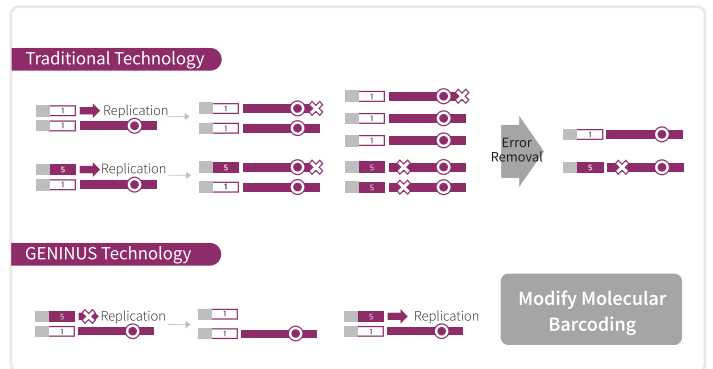 Traditional Technology
1 Replication
1
1
1
1
1
1
5 Replication
1
5
1
5
5
Error
Removal
1
5
GENINUS Technology
5 Replication
1
1
1
5 Replication
1
Modify Molecular
Barcoding